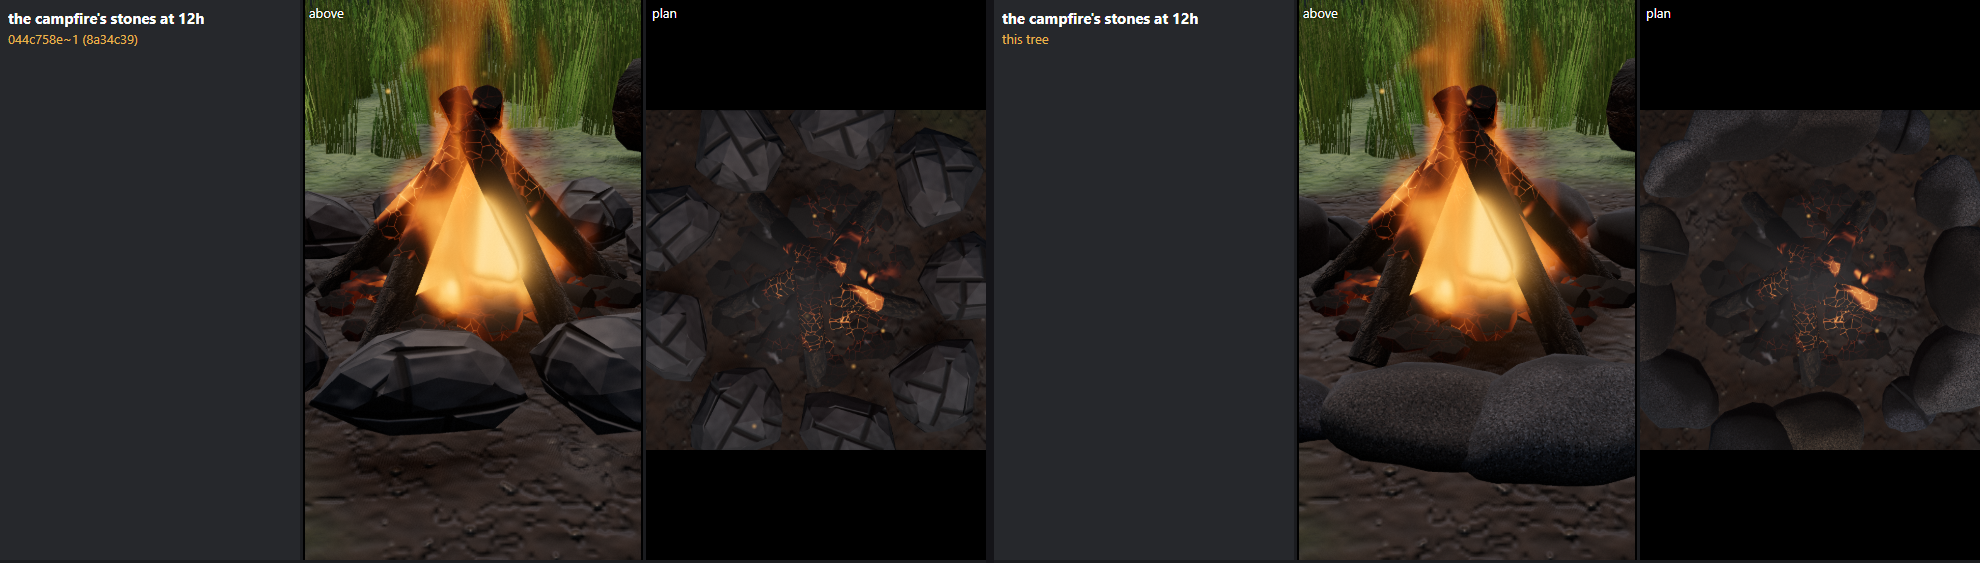 the campfire's stones at 12h
044c758e~1 (8a34c39)
above
plan
the campfire's stones at 12h
this tree
above
plan